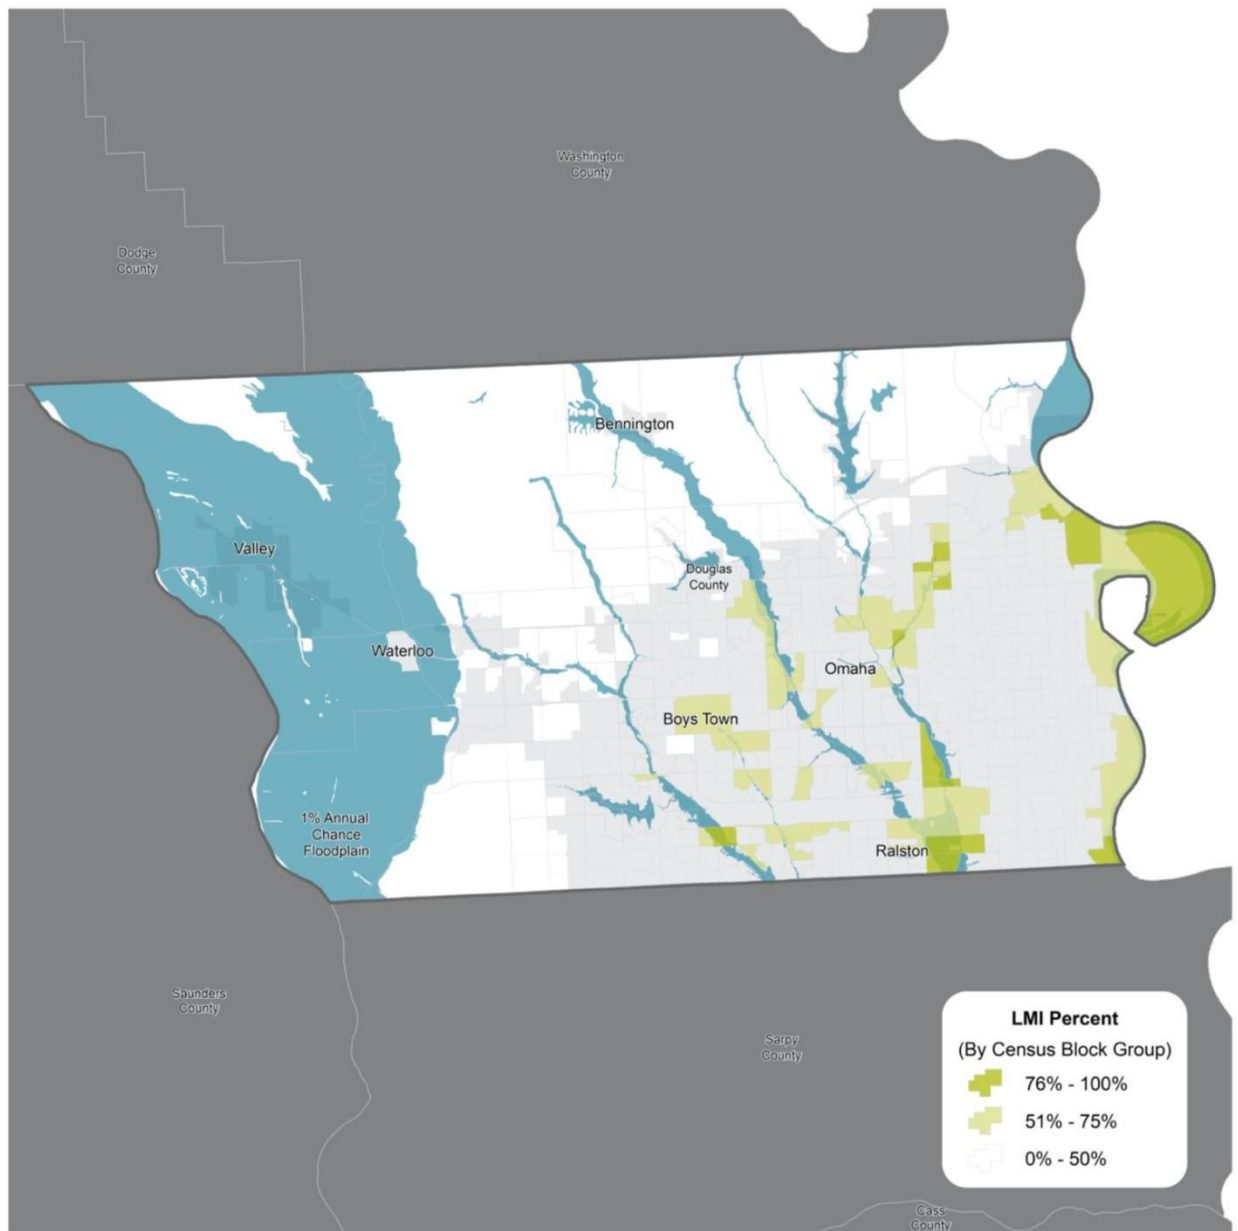 Washington
County
Dodge
County
Bennington
Valley
Douglas
County
Waterloo
Omaha
Boys Town
1% Annual
Chance
Floodplain
Ralston
Saunders
County
Sarpy
County
LMI Percent
(By Census Block Group)
76% - 100%
51% - 75%
0% - 50%
Cass
County